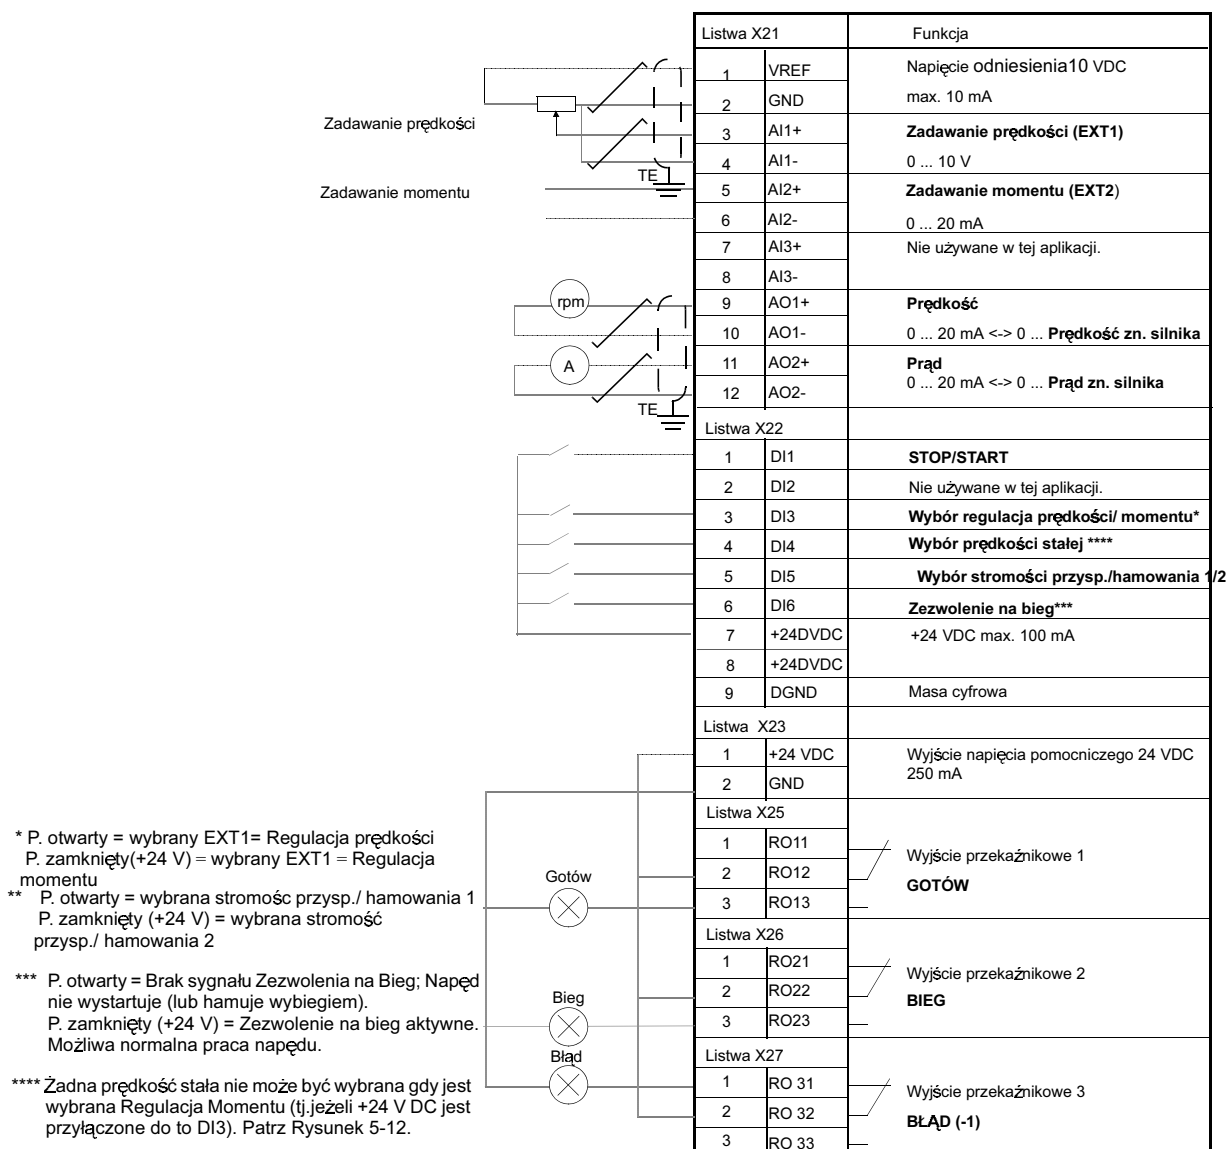 Listwa X21 Funkcja
1 VREF Napięcie odniesienia10 VDC
2 GND max. 10 mA
Zadawanie prędkości
3 AI1+ Zadawanie prędkości (EXT1)
4 AI1- 0 ... 10 V
TE
Zadawanie momentu
5 AI2+ Zadawanie momentu (EXT2)
6 AI2- 0 ... 20 mA
7 AI3+ Nie używane w tej aplikacji.
8 AI3-
rpm
9 AO1+ Prędkość
10 AO1- 0 ... 20 mA <-> 0 ... Prędkość zn. silnika
A
11 AO2+ Prąd
0 ... 20 mA <-> 0 ... Prąd zn. silnika
12 AO2-
TE
Listwa X22
1 DI1 STOP/START
2 DI2 Nie używane w tej aplikacji.
3 DI3 Wybór regulacja prędkości/ momentu*
4 DI4 Wybór prędkości stałej ****
5 DI5 Wybór stromości przysp./hamowania 1/2
6 DI6 Zezwolenie na bieg***
7 +24DVDC +24 VDC max. 100 mA
8 +24DVDC
9 DGND Masa cyfrowa
Listwa X23
1 +24 VDC Wyjście napięcia pomocniczego 24 VDC
250 mA
2 GND
Listwa X25
1 RO11 Wyjście przekaźnikowe 1
2 RO12 GOTÓW
3 RO13
Gotów
Listwa X26
1 RO21 Wyjście przekaźnikowe 2
2 RO22 BIEG
3 RO23
Bieg
Listwa X27
Błąd
1 RO 31 Wyjście przekaźnikowe 3
2 RO 32 BŁĄD (-1)
3 RO 33
* P. otwarty = wybrany EXT1= Regulacja prędkości
P. zamknięty(+24 V) = wybrany EXT1 = Regulacja
momentu
** P. otwarty = wybrana stromośc przysp./ hamowania 1
P. zamknięty (+24 V) = wybrana stromość
przysp./ hamowania 2
*** P. otwarty = Brak sygnału Zezwolenia na Bieg; Napęd
nie wystartuje (lub hamuje wybiegiem).
P. zamknięty (+24 V) = Zezwolenie na bieg aktywne.
Możliwa normalna praca napędu.
**** Żadna prędkość stała nie może być wybrana gdy jest
wybrana Regulacja Momentu (tj.jeżeli +24 V DC jest
przyłączone do to DI3). Patrz Rysunek 5-12.